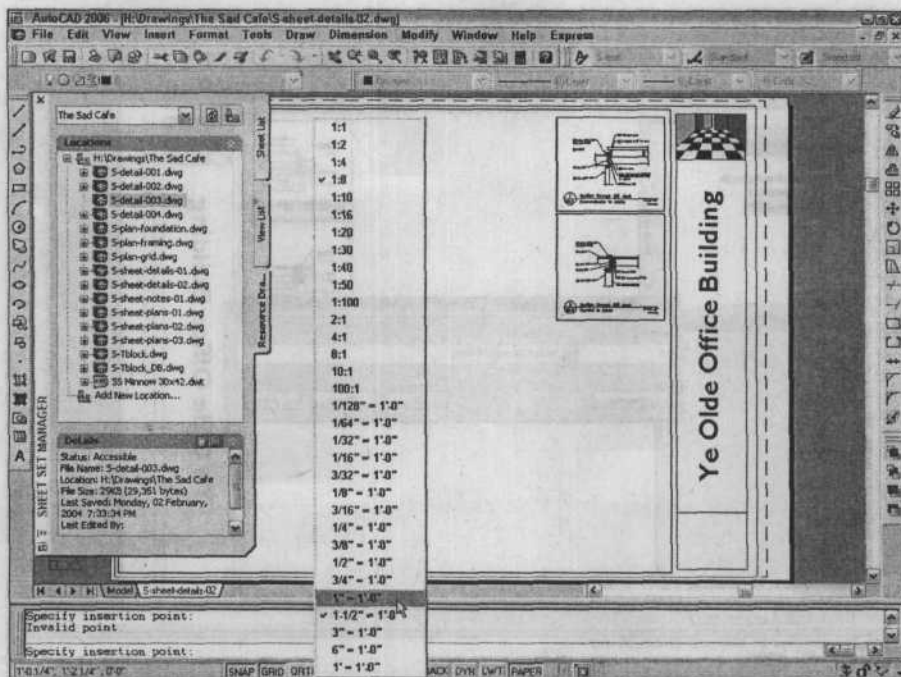 AutoCAD 2006 - [H:\Drawings\The Sad Cafe\S-sheet-details-02.dwg]
File Edit View Insert Format Tools Draw Dimension Modify Window Help Express
Standard
The Sad Cafe
Sheet List
View List
Resource Dra...
SHEET SET MANAGER
Locations
H:\Drawings\The Sad Cafe
S-detail-001.dwg
S-detail-002.dwg
S-detail-003.dwg
S-detail-004.dwg
S-plan-foundation.dwg
S-plan-framing.dwg
S-plan-grid.dwg
S-sheet-details-01.dwg
S-sheet-details-02.dwg
S-sheet-notes-01.dwg
S-sheet-plans-01.dwg
S-sheet-plans-02.dwg
S-sheet-plans-03.dwg
S-Tblock.dwg
S-Tblock_DB.dwg
SS Minnow 30x42.dwt
Add New Location...
Details
Status: Accessible
File Name: S-detail-003.dwg
Location: H:\Drawings\The Sad Cafe
File Size: 29KB (29,351 bytes)
Last Saved: Monday, 02 February,
2004 7:33:34 PM
Last Edited By:
1:1
1:2
1:4
1:8
1:10
1:16
1:20
1:30
1:40
1:50
1:100
2:1
4:1
8:1
10:1
100:1
1/128" = 1'-0"
1/64" = 1'-0"
1/32" = 1'-0"
1/16" = 1'-0"
3/32" = 1'-0"
1/8" = 1'-0"
3/16" = 1'-0"
1/4" = 1'-0"
3/8" = 1'-0"
1/2" = 1'-0"
3/4" = 1'-0"
1" = 1'-0"
1-1/2" = 1'-0"
3" = 1'-0"
6" = 1'-0"
1' = 1'-0"
Ye Olde Office Building
Model S-sheet-details-02
Specify insertion point:
Invalid point
Specify insertion point:
1'-0 1/4", 1'-2 1/4", 0'-0" SNAP GRID DYN LWT PAPER